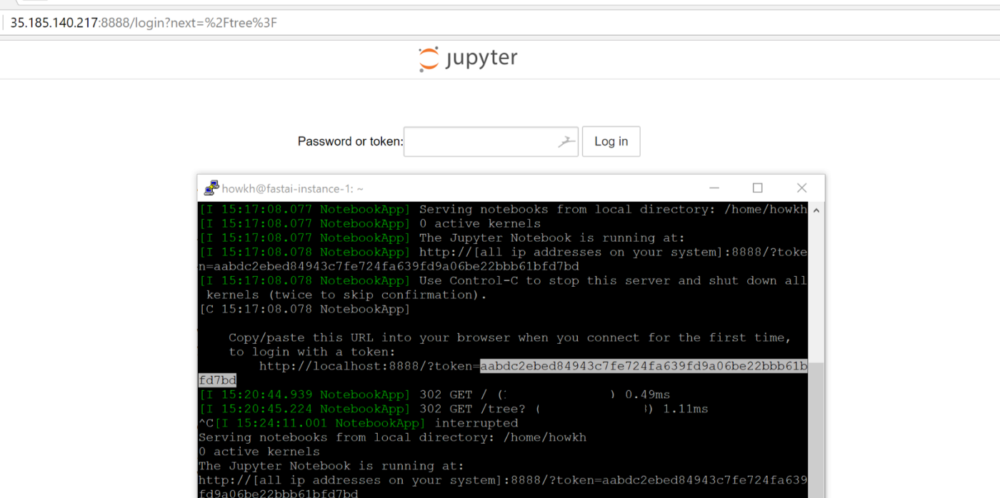 35.185.140.217:8888/login?next=%2Ftree%3F
jupyter
Password or token:
Log in
howkh@fastai-instance-1: ~
[I 15:17:08.077 NotebookApp] Serving notebooks from local directory: /home/howkh
[I 15:17:08.077 NotebookApp] 0 active kernels
[I 15:17:08.077 NotebookApp] The Jupyter Notebook is running at:
[I 15:17:08.078 NotebookApp] http://[all ip addresses on your system]:8888/?toke
n=aabdc2ebed84943c7fe724fa639fd9a06be22bbb61bfd7bd
[I 15:17:08.078 NotebookApp] Use Control-C to stop this server and shut down all
kernels (twice to skip confirmation).
[C 15:17:08.078 NotebookApp]
Copy/paste this URL into your browser when you connect for the first time,
to login with a token:
http://localhost:8888/?token=aabdc2ebed84943c7fe724fa639fd9a06be22bbb61b
fd7bd
[I 15:20:44.939 NotebookApp] 302 GET / ( ) 0.49ms
[I 15:20:45.224 NotebookApp] 302 GET /tree? ( ) 1.11ms
^C[I 15:24:11.001 NotebookApp] interrupted
Serving notebooks from local directory: /home/howkh
0 active kernels
The Jupyter Notebook is running at:
http://[all ip addresses on your system]:8888/?token=aabdc2ebed84943c7fe724fa639
fd9a06be22bbb61bfd7bd